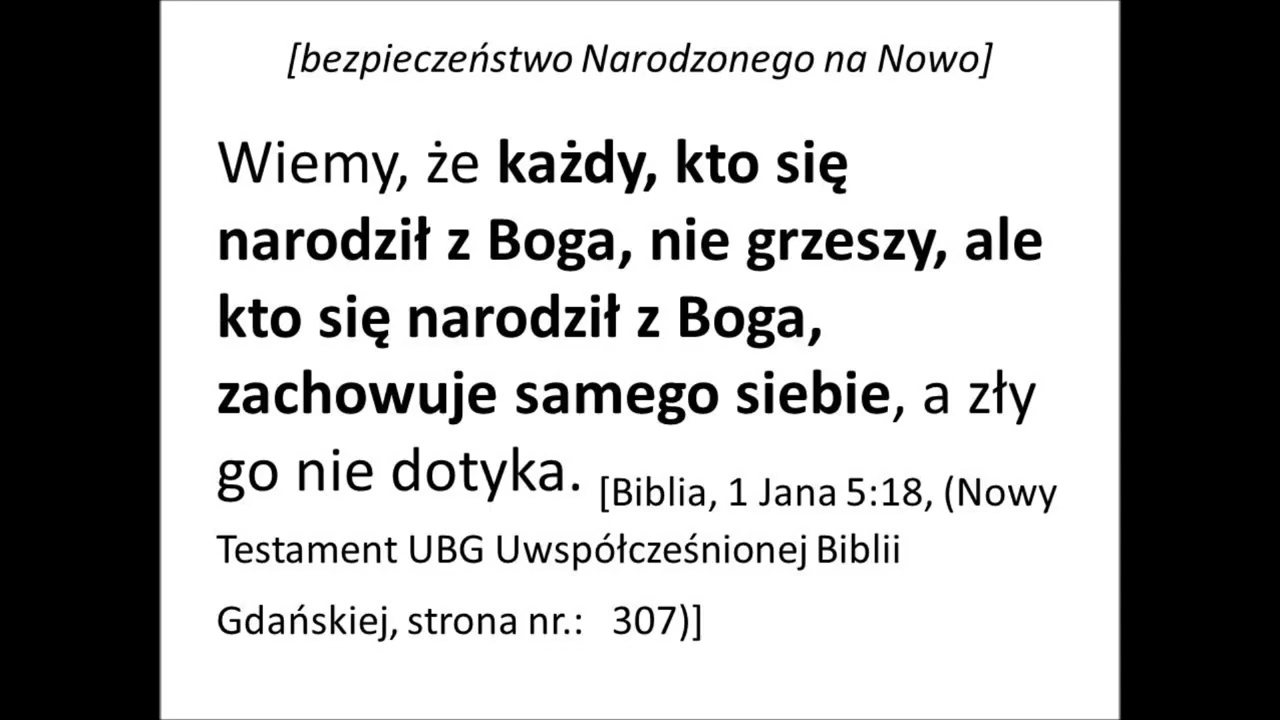 [bezpieczeństwo Narodzonego na Nowo]
Wiemy, że każdy, kto się
narodził z Boga, nie grzeszy, ale
kto się narodził z Boga,
zachowuje samego siebie, a zły
go nie dotyka. [Biblia, 1 Jana 5:18, (Nowy
Testament UBG Uwspółcześnionej Biblii
Gdańskiej, strona nr.: 307)]